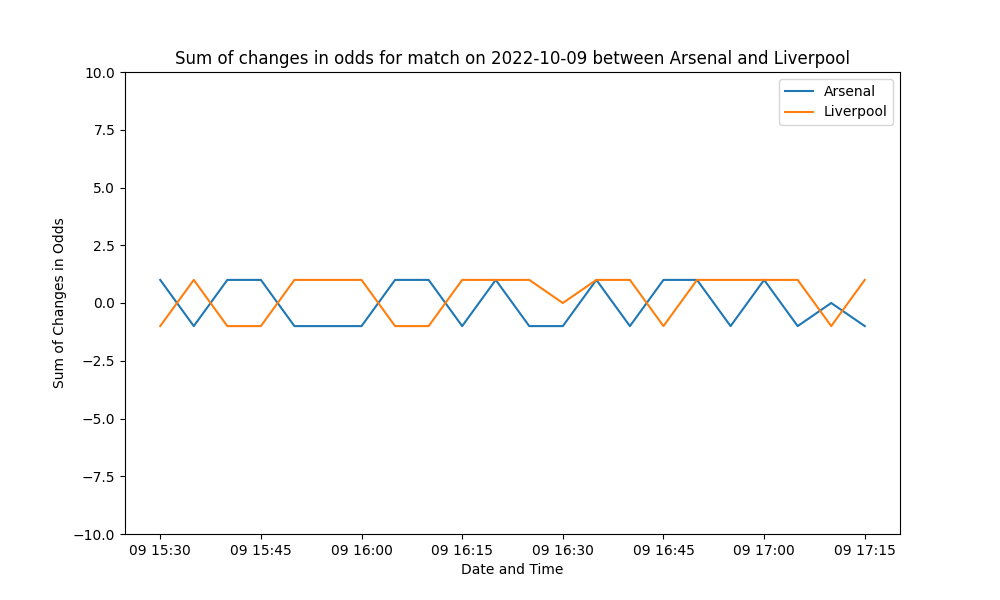 Sum of changes in odds for match on 2022-10-09 between Arsenal and Liverpool
Arsenal
Liverpool
10.0
7.5
5.0
2.5
0.0
−2.5
−5.0
−7.5
−10.0
Sum of Changes in Odds
09 15:30 09 15:45 09 16:00 09 16:15 09 16:30 09 16:45 09 17:00 09 17:15
Date and Time